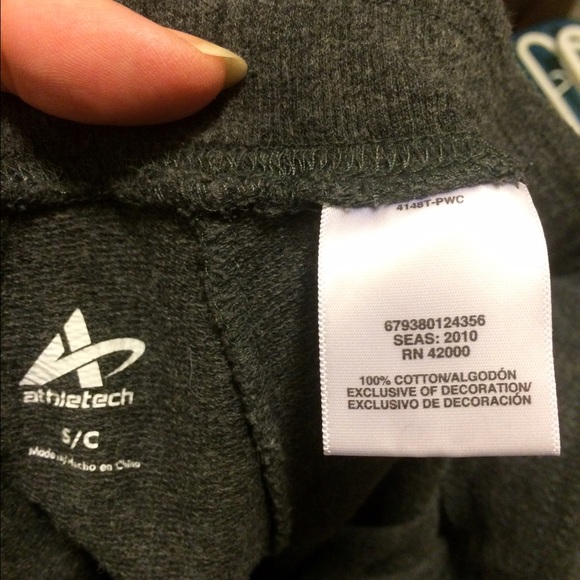 4148T-PWC
679380124356
SEAS: 2010
RN 42000
100% COTTON/ALGODÓN
EXCLUSIVE OF DECORATION/
EXCLUSIVO DE DECORACIÓN
athletech
S/C
Made in/Hecho en China